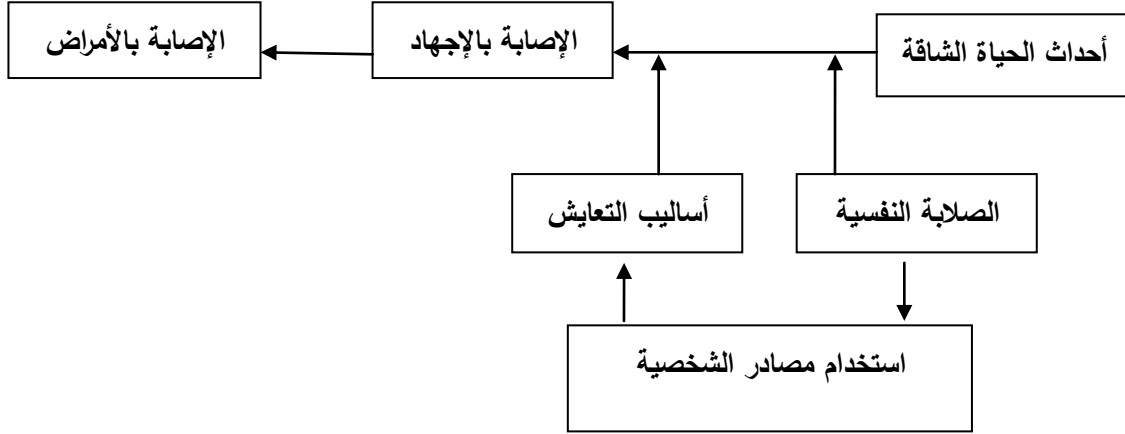 أحداث الحياة الشاقة
الإصابة بالإجهاد
الإصابة بالأمراض
الصلابة النفسية
أساليب التعايش
استخدام مصادر الشخصية